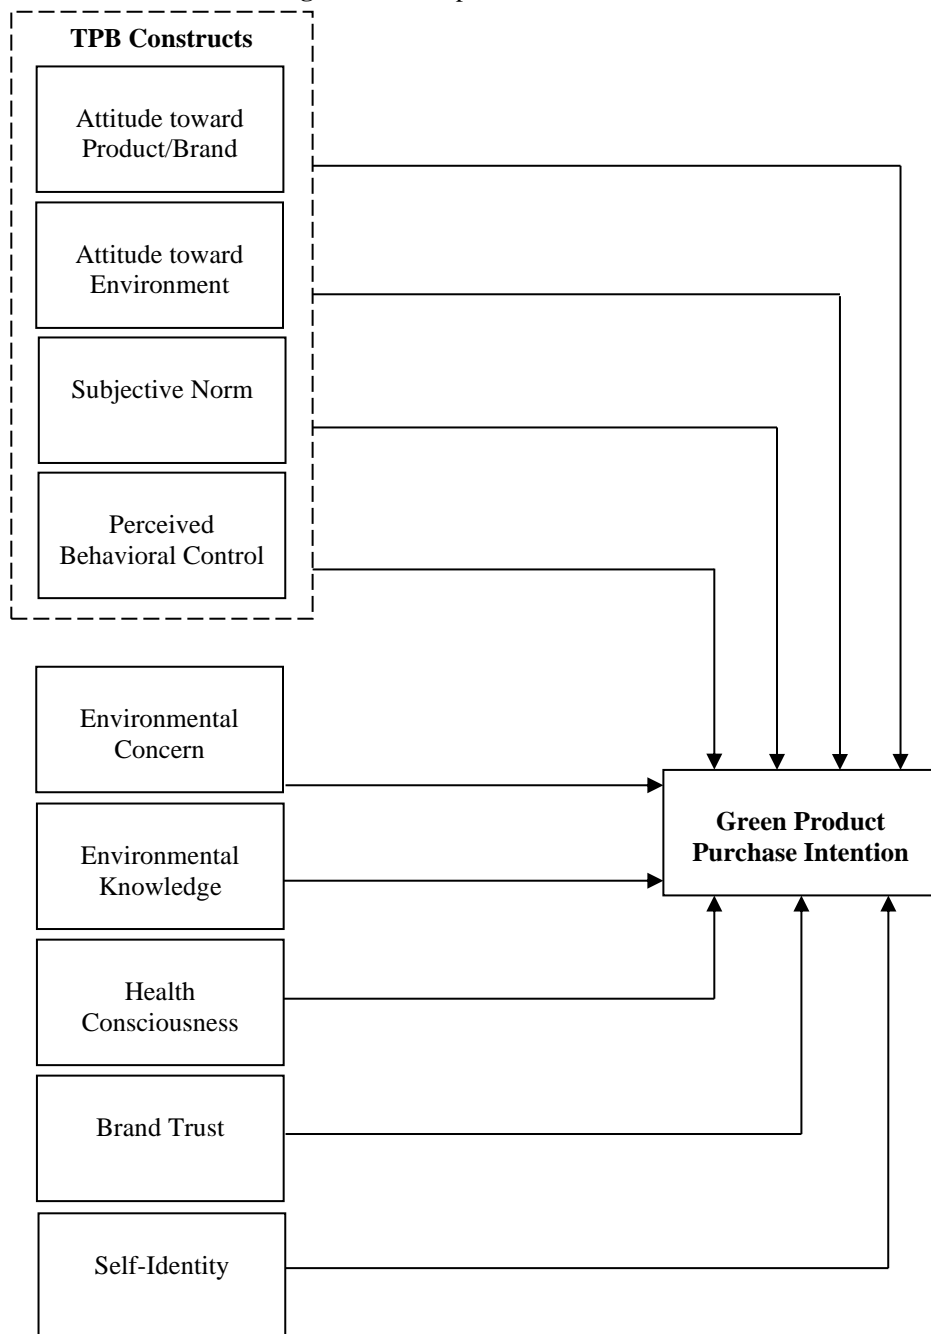 TPB Constructs
Attitude toward
Product/Brand
Attitude toward
Environment
Subjective Norm
Perceived
Behavioral Control
Environmental
Concern
Environmental
Knowledge
Green Product
Purchase Intention
Health
Consciousness
Brand Trust
Self-Identity